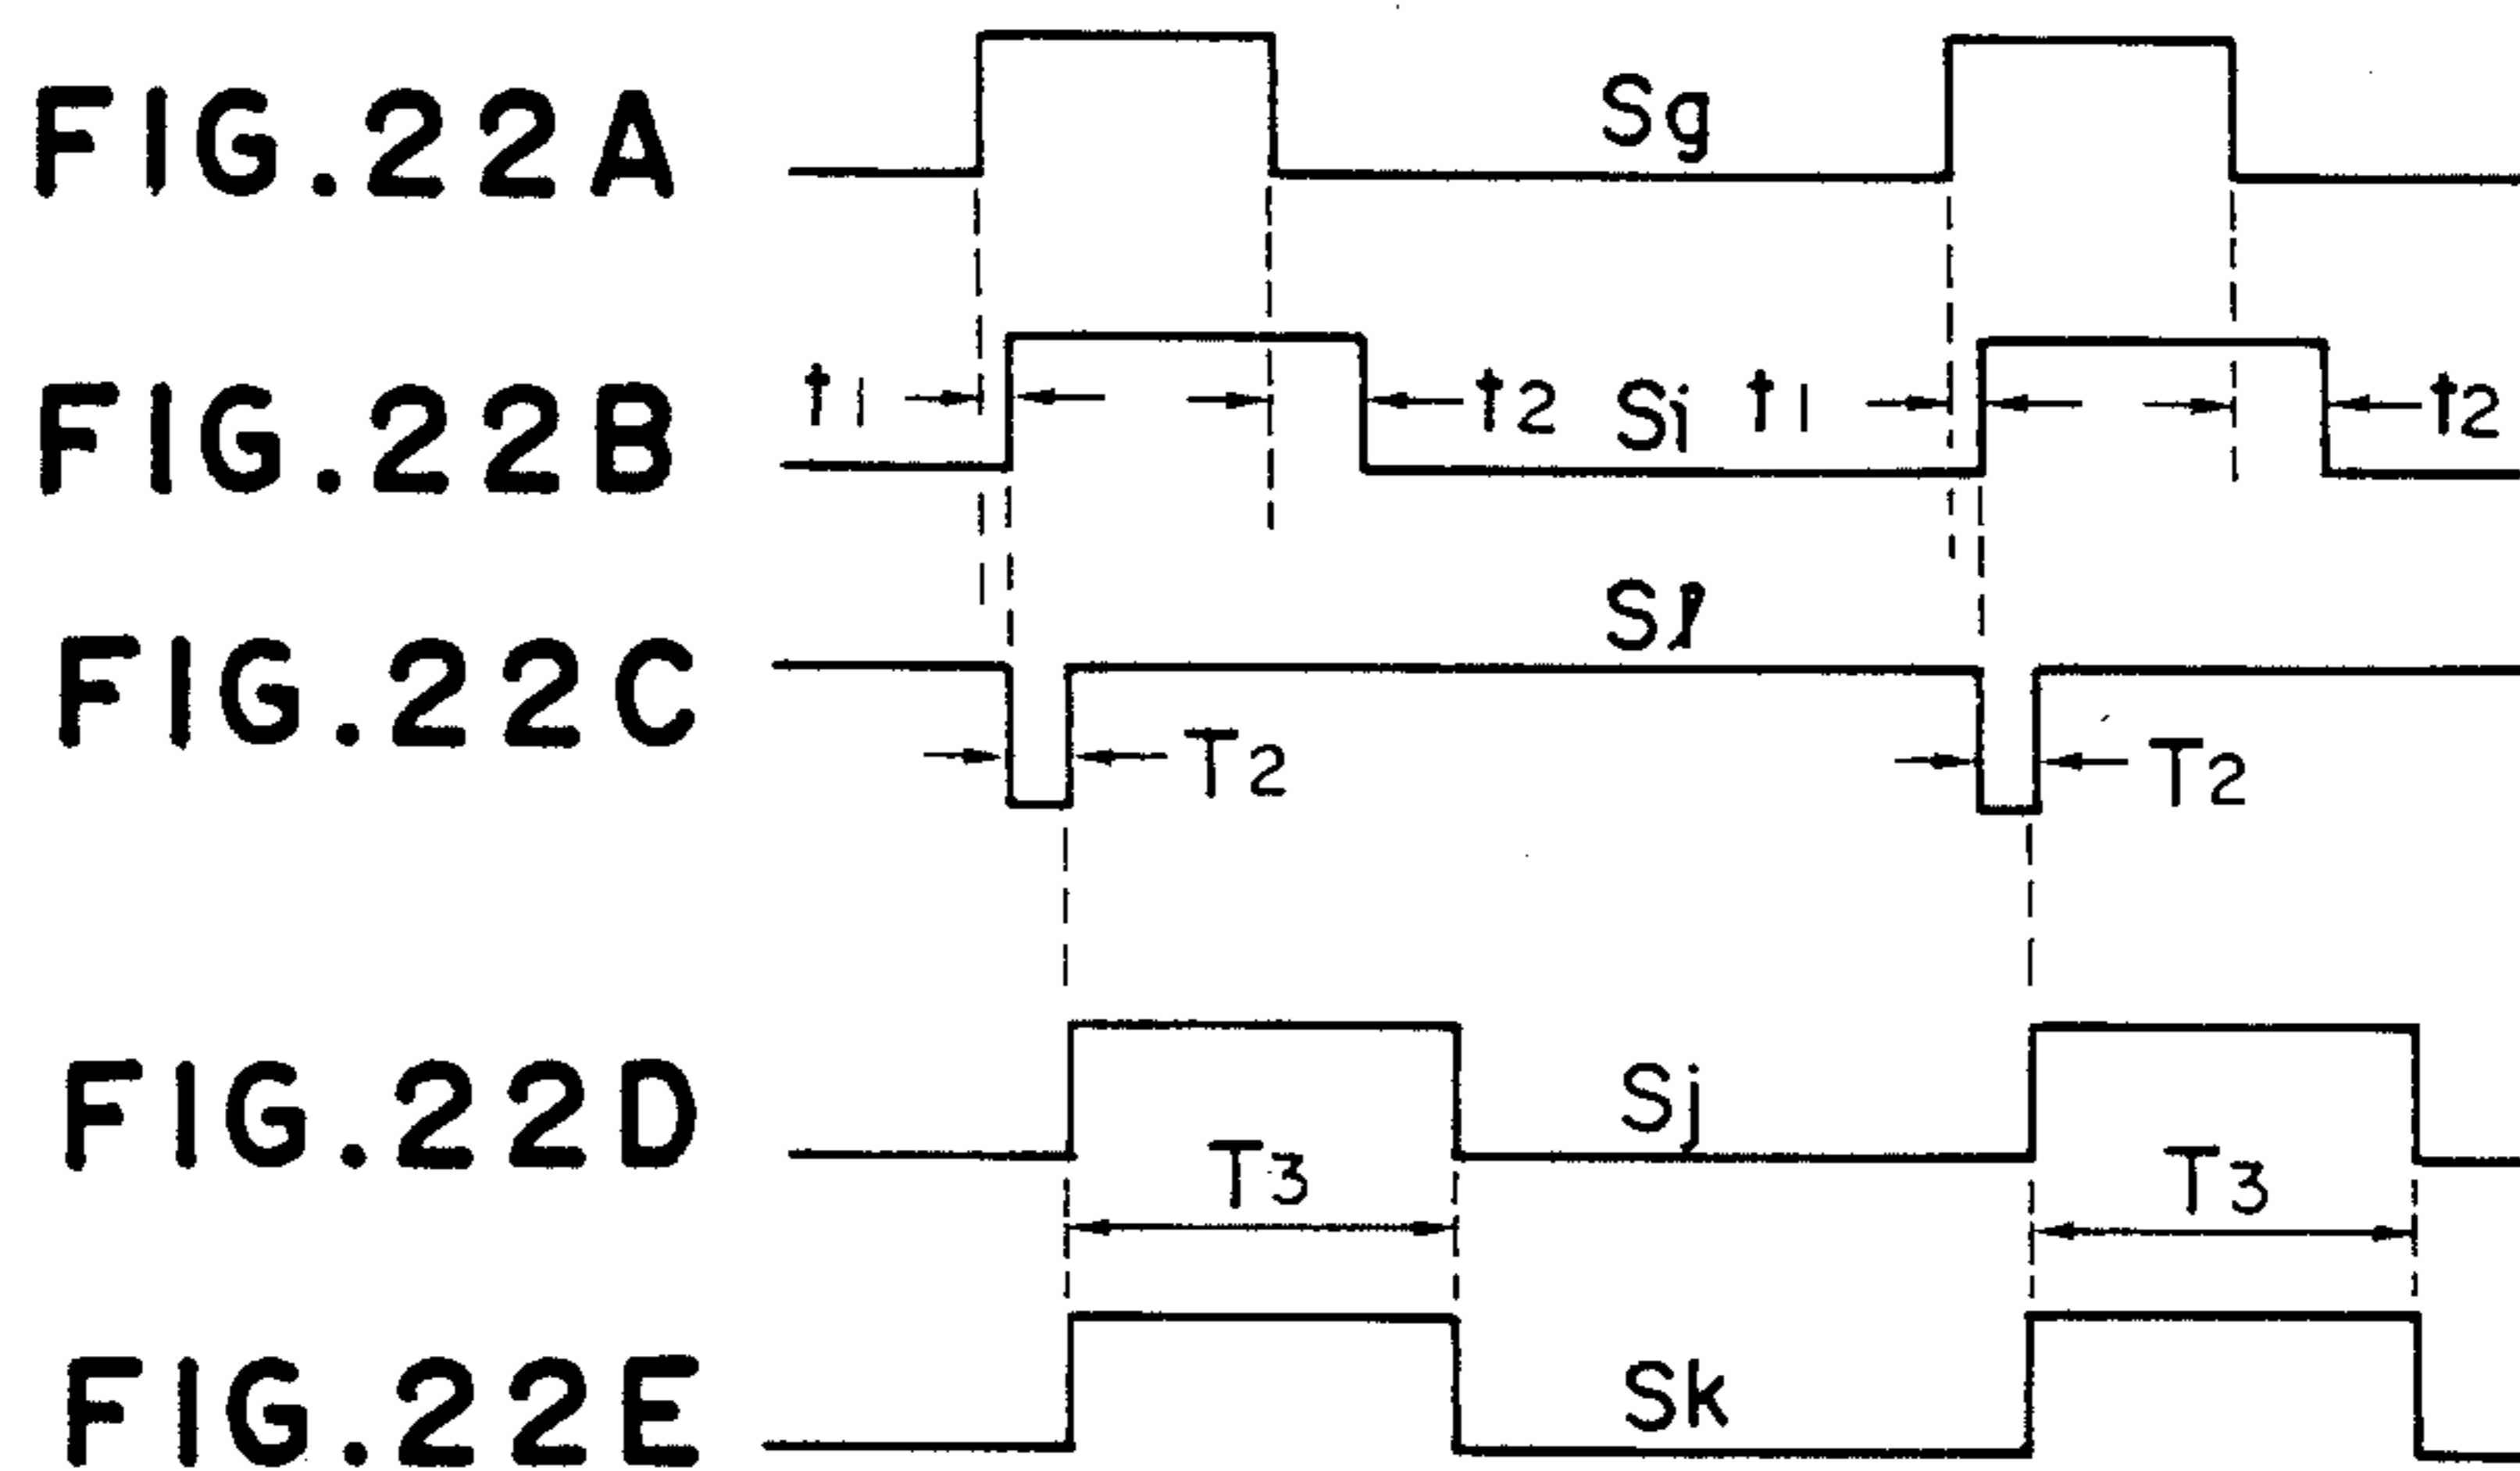 FIG.22A Sg
FIG.22B t1 t2 Si t1 t2
FIG.22C Sℓ T2 T2
FIG.22D Sj T3 T3
FIG.22E Sk